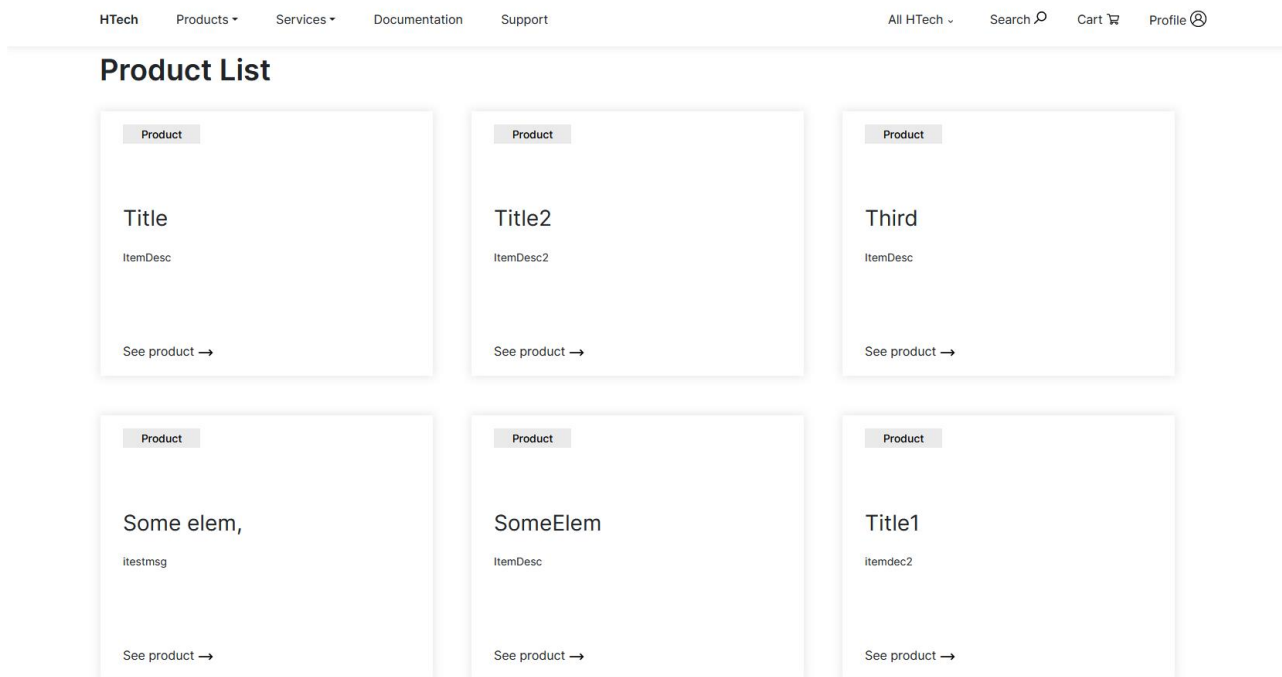 HTech Products Services Documentation Support All HTech Search Cart Profile
Product List
Product Product Product
Title Title2 Third
ItemDesc ItemDesc2 ItemDesc
See product → See product → See product →
Product Product Product
Some elem, SomeElem Title1
itestmsg ItemDesc itemdec2
See product → See product → See product →